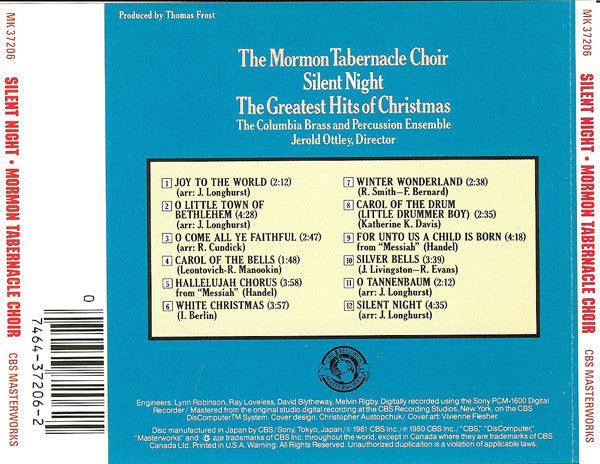 MK 37206
SILENT NIGHT • MORMON TABERNACLE CHOIR
CBS MASTERWORKS
0
7464-37206-2
Produced by Thomas Frost
The Mormon Tabernacle Choir
Silent Night
The Greatest Hits of Christmas
The Columbia Brass and Percussion Ensemble
Jerold Ottley, Director
1 JOY TO THE WORLD (2:12)
(arr: J. Longhurst)
2 O LITTLE TOWN OF
BETHLEHEM (4:28)
(arr: J. Longhurst)
3 O COME ALL YE FAITHFUL (2:47)
(arr: R. Cundick)
4 CAROL OF THE BELLS (1:48)
(Leontovich-R. Manookin)
5 HALLELUJAH CHORUS (3:58)
from "Messiah" (Handel)
6 WHITE CHRISTMAS (3:57)
(I. Berlin)
7 WINTER WONDERLAND (2:38)
(R. Smith–F. Bernard)
8 CAROL OF THE DRUM
(LITTLE DRUMMER BOY) (2:35)
(Katherine K. Davis)
9 FOR UNTO US A CHILD IS BORN (4:18)
from "Messiah" (Handel)
10 SILVER BELLS (3:39)
(J. Livingston–R. Evans)
11 O TANNENBAUM (2:12)
(arr: J. Longhurst)
12 SILENT NIGHT (4:35)
(arr: J. Longhurst)
MASTERWORKS
Engineers: Lynn Robinson, Ray Loveless, David Blytheway, Melvin Rigby. Digitally recorded using the Sony PCM-1600 Digital
Recorder / Mastered from the original studio digital recording at the CBS Recording Studios, New York, on the CBS
DisComputer™ System. Cover design: Christopher Austopchuk / Cover art: Vivienne Flesher.
Disc manufactured in Japan by CBS/Sony, Tokyo, Japan / ℗ 1981 CBS Inc./© 1980 CBS Inc./"CBS," "DisComputer,"
"Masterworks" and are trademarks of CBS Inc. throughout the world, except in Canada where they are trademarks of CBS
Records Canada Ltd. Printed in U.S.A. Warning: All Rights Reserved. Unauthorized duplicaiton is a violation of applicable laws.
MK 37206
SILENT NIGHT • MORMON TABERNACLE CHOIR
CBS MASTERWORKS